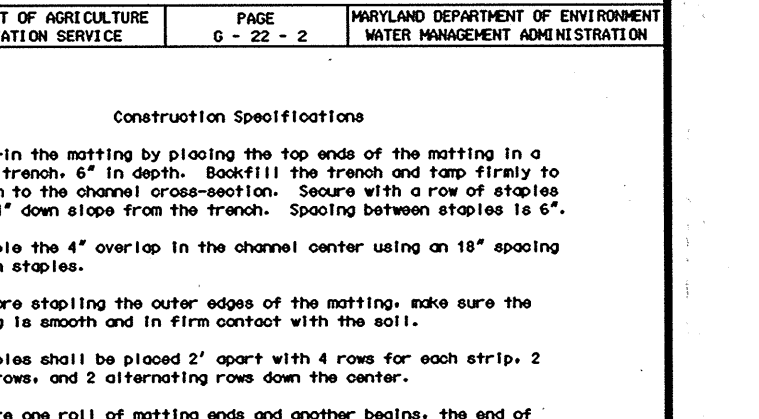 T OF AGRICULTURE
ATION SERVICE
PAGE
G - 22 - 2
MARYLAND DEPARTMENT OF ENVIRONMENT
WATER MANAGEMENT ADMINISTRATION
Construction Specifications
-in the matting by placing the top ends of the matting in a
trench, 6" in depth. Backfill the trench and tamp firmly to
to the channel cross-section. Secure with a row of staples
" down slope from the trench. Spacing between staples is 6".
le the 4" overlap in the channel center using an 18" spacing
staples.
re stapling the outer edges of the matting, make sure the
is smooth and in firm contact with the soil.
les shall be placed 2' apart with 4 rows for each strip, 2
rows, and 2 alternating rows down the center.
re one roll of matting ends and another begins, the end of